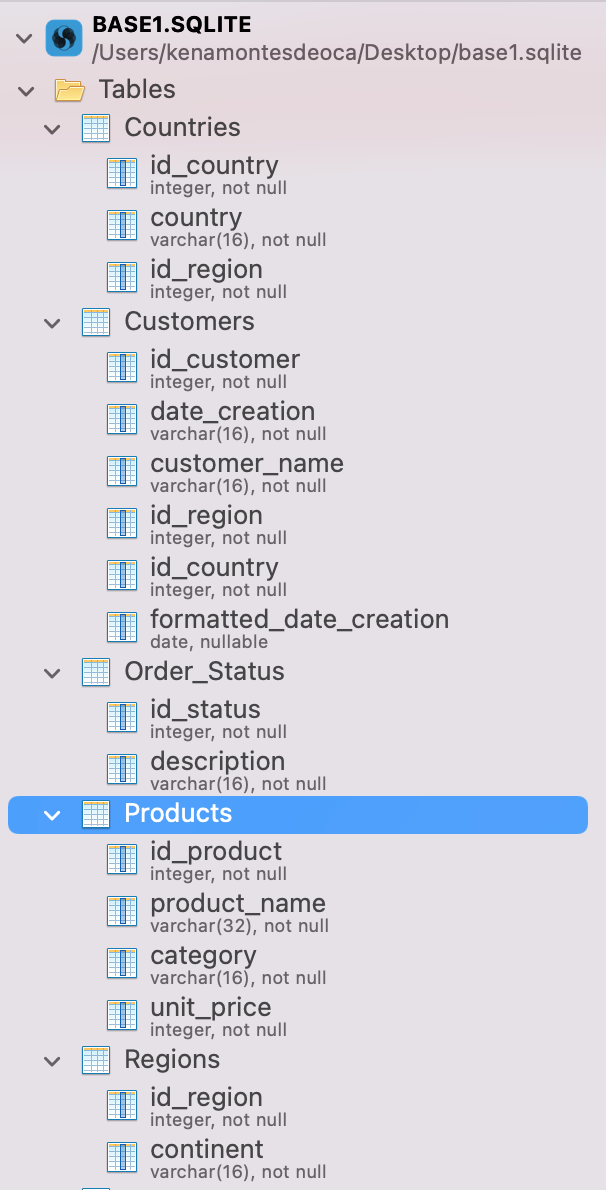 BASE1.SQLITE
/Users/kenamontesdeoca/Desktop/base1.sqlite
Tables
Countries
id_country
integer, not null
country
varchar(16), not null
id_region
integer, not null
Customers
id_customer
integer, not null
date_creation
varchar(16), not null
customer_name
varchar(16), not null
id_region
integer, not null
id_country
integer, not null
formatted_date_creation
date, nullable
Order_Status
id_status
integer, not null
description
varchar(16), not null
Products
id_product
integer, not null
product_name
varchar(32), not null
category
varchar(16), not null
unit_price
integer, not null
Regions
id_region
integer, not null
continent
varchar(16), not null